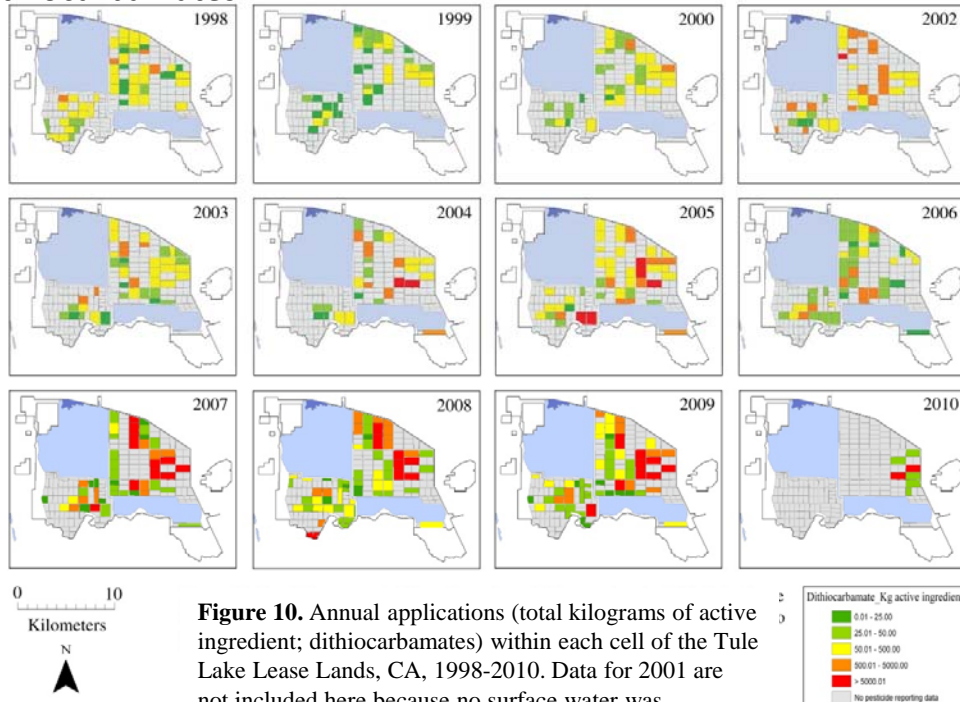 1998
1999
2000
2002
2003
2004
2005
2006
2007
2008
2009
2010
0 10
Kilometers
N
Figure 10. Annual applications (total kilograms of active
ingredient; dithiocarbamates) within each cell of the Tule
Lake Lease Lands, CA, 1998-2010. Data for 2001 are
not included here because no surface water was
Dithiocarbamate_Kg active ingredien
0.01 - 25.00
25.01 - 50.00
50.01 - 500.00
500.01 - 5000.00
> 5000.01
No pesticide reporting data